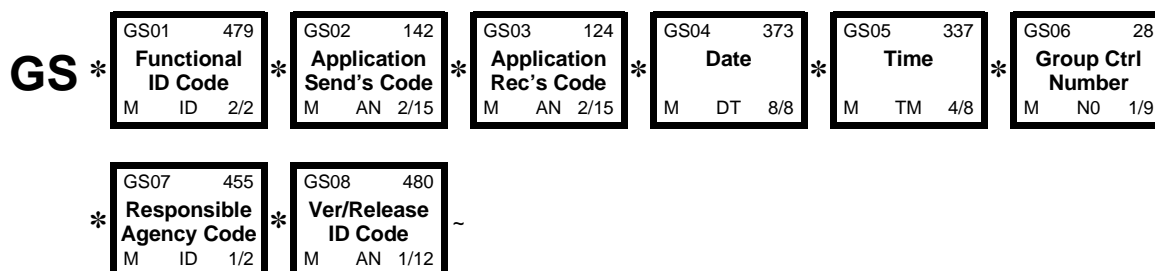 GS * GS01 479 * GS02 142 * GS03 124 * GS04 373 * GS05 337 * GS06 28
Functional Application Application Date Time Group Ctrl
ID Code Send's Code Rec's Code Number
M ID 2/2 M AN 2/15 M AN 2/15 M DT 8/8 M TM 4/8 M N0 1/9
* GS07 455 * GS08 480 ~
Responsible Ver/Release
Agency Code ID Code
M ID 1/2 M AN 1/12